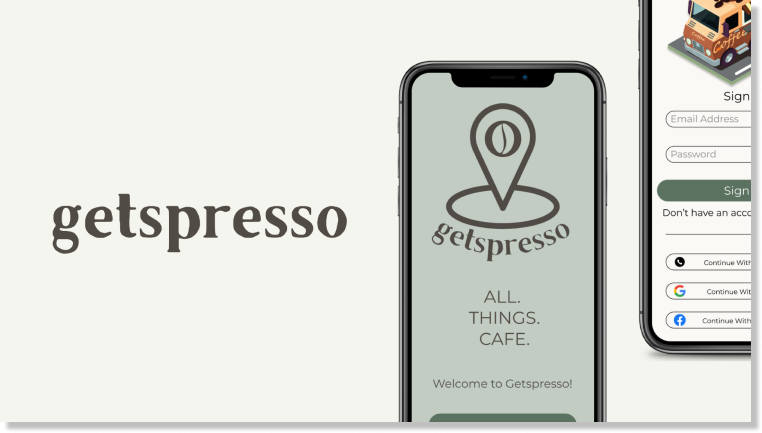 getspresso
getspresso
ALL.
THINGS.
CAFE.
Welcome to Getspresso!
Coffee
Sign
Email Address
Password
Sign
Don't have an acco
Continue With
Continue Wit
Continue With